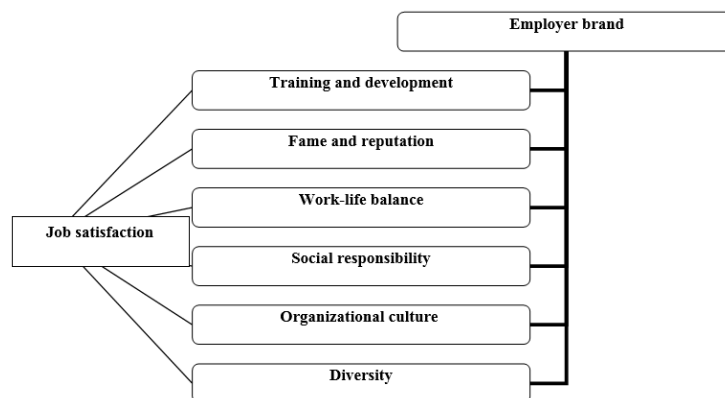 Employer brand
Training and development
Fame and reputation
Work-life balance
Job satisfaction
Social responsibility
Organizational culture
Diversity